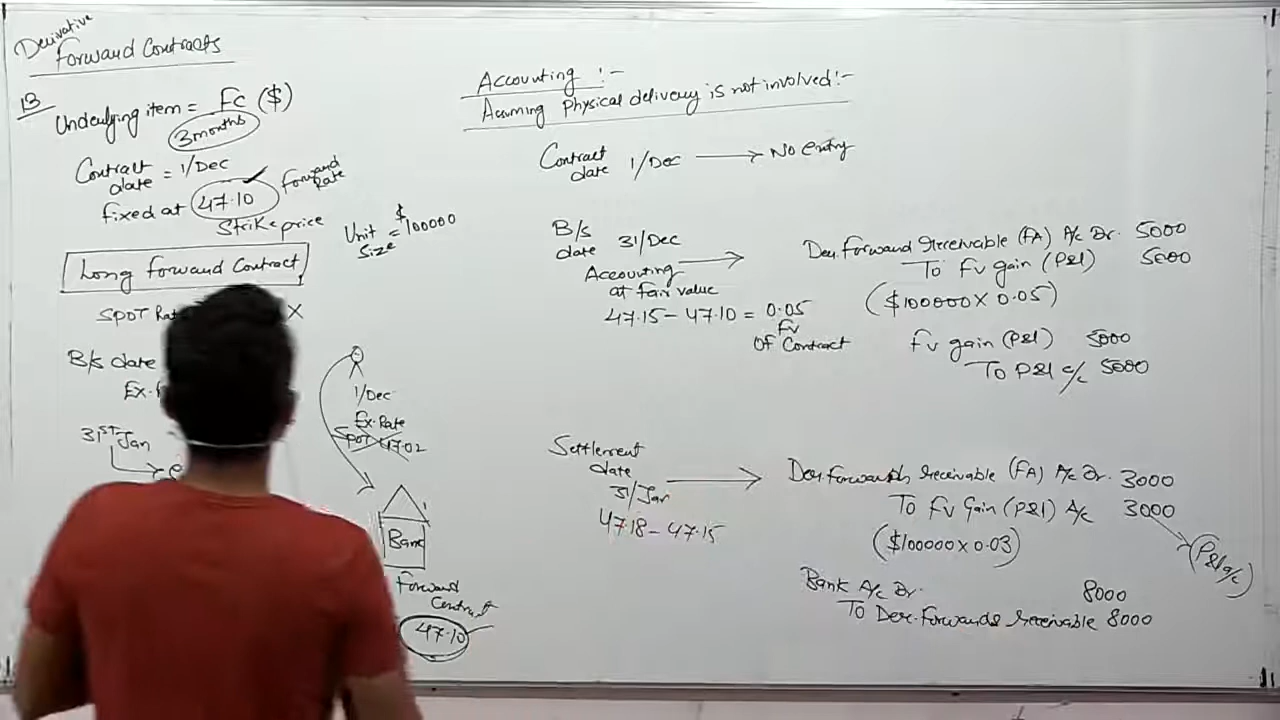 Derivative
Forward Contracts
13
Underlying item = FC ($)
3 months
Contract date = 1/Dec
fixed at 47.10 Forward Rate
Strike price
Unit Size = $100000
Long Forward Contract
SPOT Rat X
B/s date
Ex.
31ST Jan
1/Dec
Ex. Rate
Spot 47.02
Bank
Forward Contract
47.10
Accounting :-
Assuming Physical delivery is not involved:-
Contract date 1/Dec → No entry
B/s date 31/Dec
Accounting at fair value
47.15 - 47.10 = 0.05
Fv
Of Contract
Der. Forward receivable (FA) A/c Dr. 5000
To Fv gain (P&l) 5000
($100000 x 0.05)
Fv gain (P&l) 5000
To P&l a/c 5000
Settlement date 31/Jan
47.18 - 47.15
Der. Forwards receivable (FA) A/c Dr. 3000
To Fv Gain (P&l) A/c 3000
($100000 x 0.03)
(P&l a/c)
Bank A/c Dr. 8000
To Der. Forwards receivable 8000